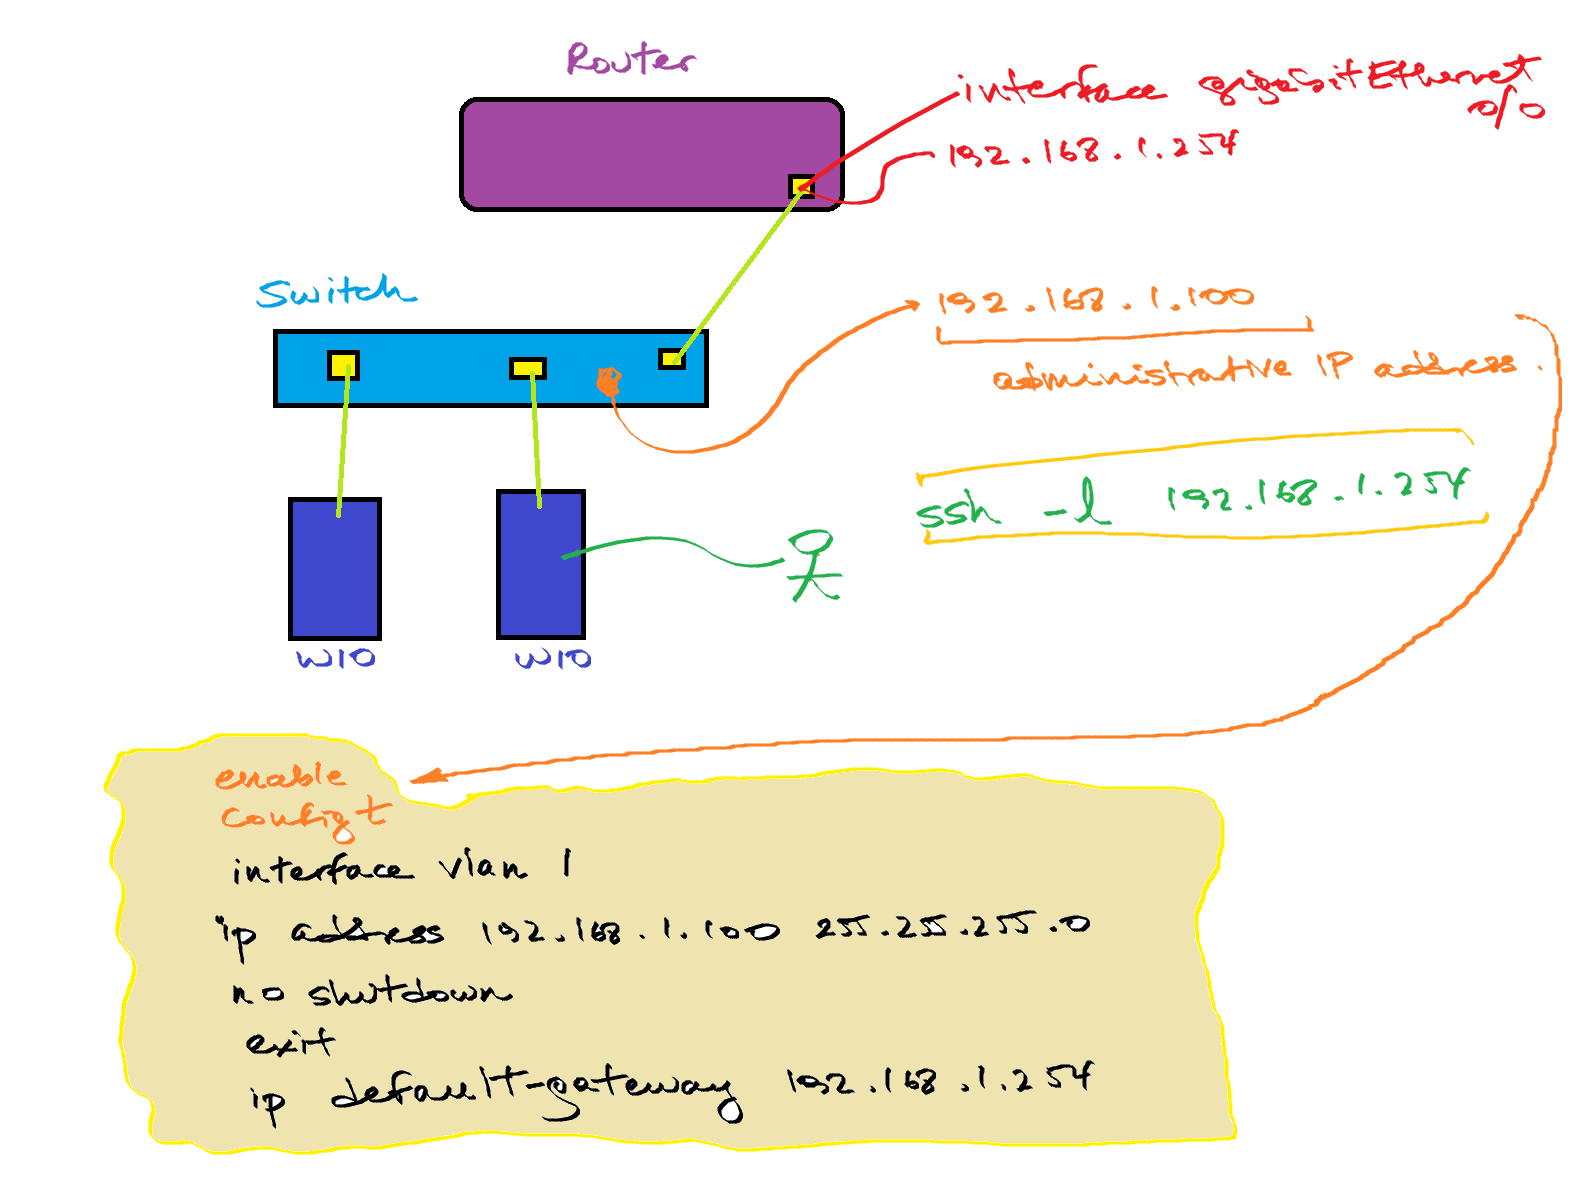 Router
interface gigabitEthernet
0/0
192.168.1.254
Switch
192.168.1.100
administrative IP address.
ssh -l 192.168.1.254
W10
W10
enable
config t
interface vlan 1
ip address 192.168.1.100 255.255.255.0
no shutdown
exit
ip default-gateway 192.168.1.254